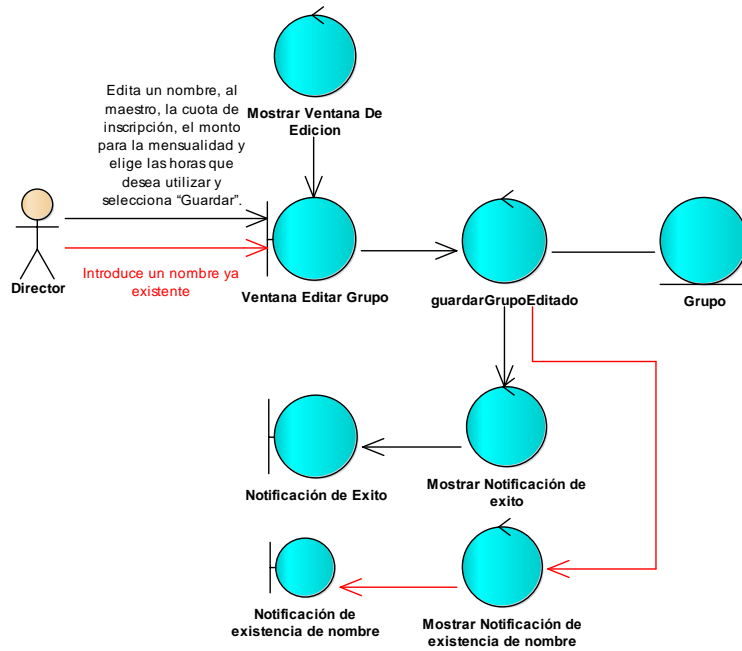 Mostrar Ventana De
Edicion
Edita un nombre, al
maestro, la cuota de
inscripción, el monto
para la mensualidad y
elige las horas que
desea utilizar y
selecciona “Guardar”.
Director
Introduce un nombre ya
existente
Ventana Editar Grupo
guardarGrupoEditado
Grupo
Notificación de Exito
Mostrar Notificación de
exito
Notificación de
existencia de nombre
Mostrar Notificación de
existencia de nombre